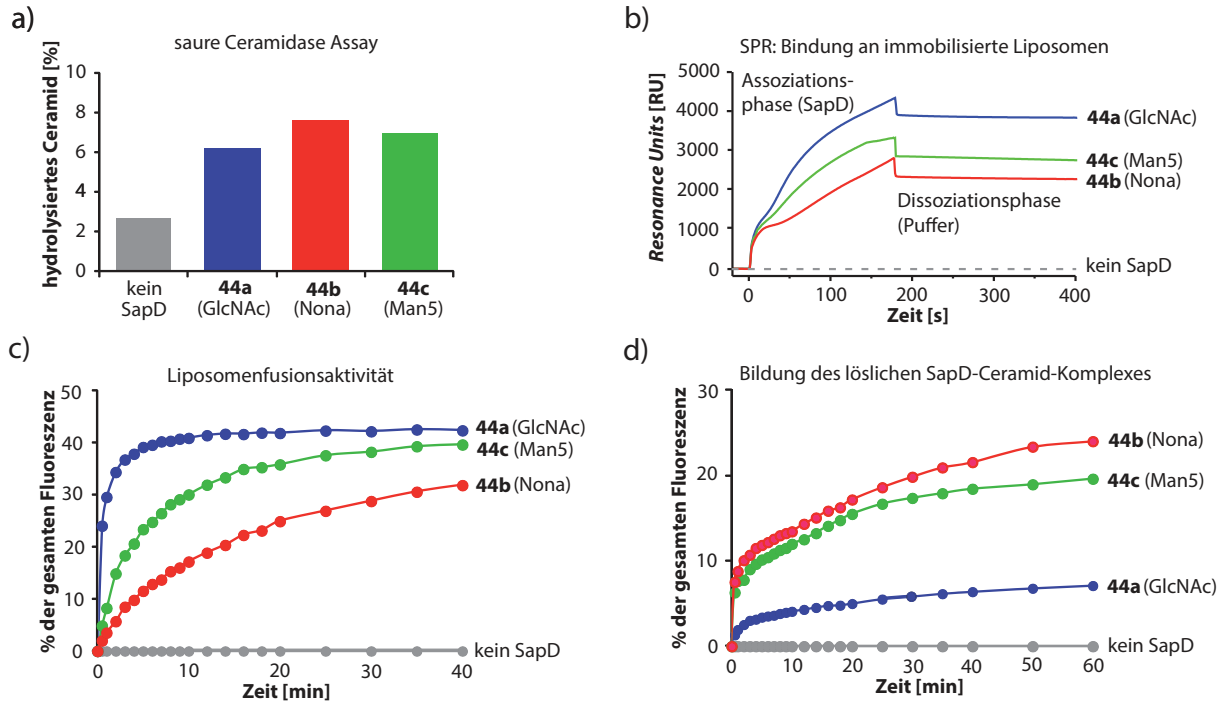 a)
saure Ceramidase Assay
hydrolysiertes Ceramid [%]
10
8
6
4
2
0
kein SapD
44a (GlcNAc)
44b (Nona)
44c (Man5)
b)
SPR: Bindung an immobilisierte Liposomen
Resonance Units [RU]
5000
4000
3000
2000
1000
0
Assoziations-
phase (SapD)
44a (GlcNAc)
44c (Man5)
44b (Nona)
Dissoziationsphase
(Puffer)
kein SapD
0 100 200 300 400
Zeit [s]
c)
Liposomenfusionsaktivität
% der gesamten Fluoreszenz
50
40
30
20
10
0
44a (GlcNAc)
44c (Man5)
44b (Nona)
kein SapD
0 10 20 30 40
Zeit [min]
d)
Bildung des löslichen SapD-Ceramid-Komplexes
% der gesamten Fluoreszenz
30
20
10
0
44b (Nona)
44c (Man5)
44a (GlcNAc)
kein SapD
0 10 20 30 40 50 60
Zeit [min]